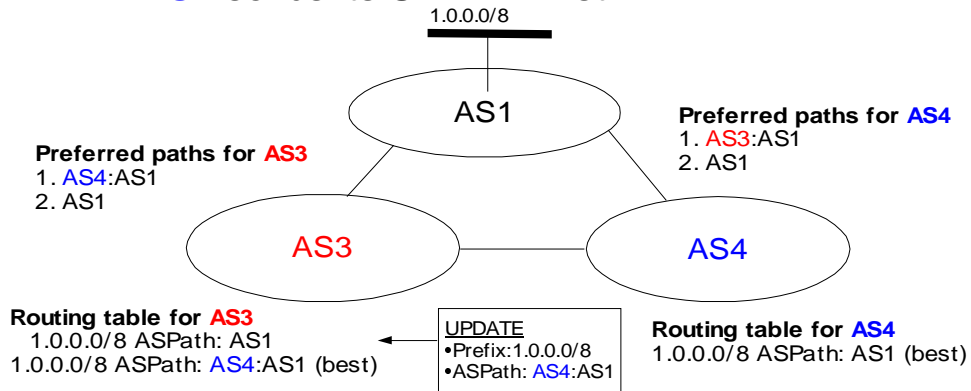 1.0.0.0/8
AS1
Preferred paths for AS4
1. AS3:AS1
2. AS1
Preferred paths for AS3
1. AS4:AS1
2. AS1
AS3
AS4
Routing table for AS3
1.0.0.0/8 ASPath: AS1
1.0.0.0/8 ASPath: AS4:AS1 (best)
UPDATE
•Prefix:1.0.0.0/8
•ASPath: AS4:AS1
Routing table for AS4
1.0.0.0/8 ASPath: AS1 (best)